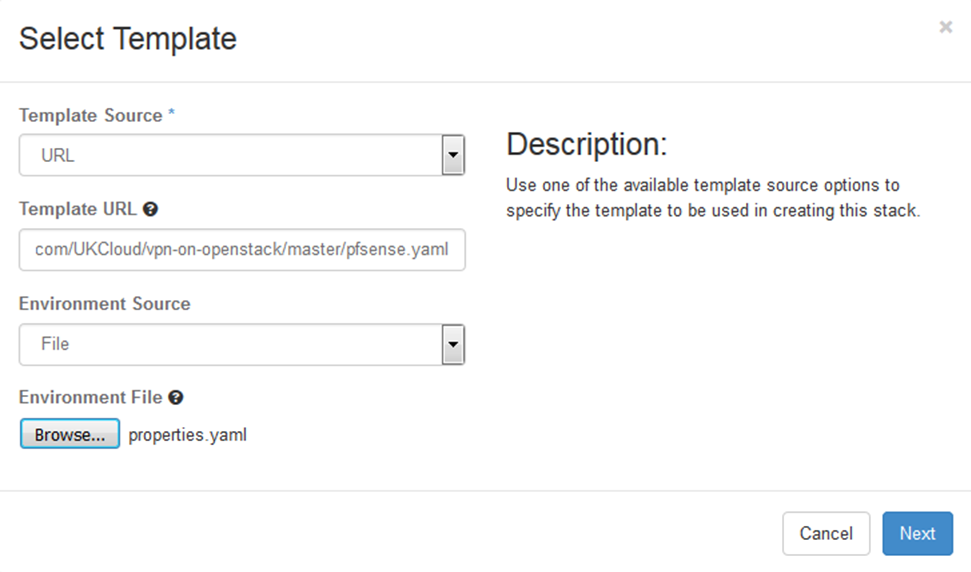 Select Template
×
Template Source *
URL
Template URL ?
com/UKCloud/vpn-on-openstack/master/pfsense.yaml
Environment Source
File
Environment File ?
Browse... properties.yaml
Description:
Use one of the available template source options to
specify the template to be used in creating this stack.
Cancel
Next